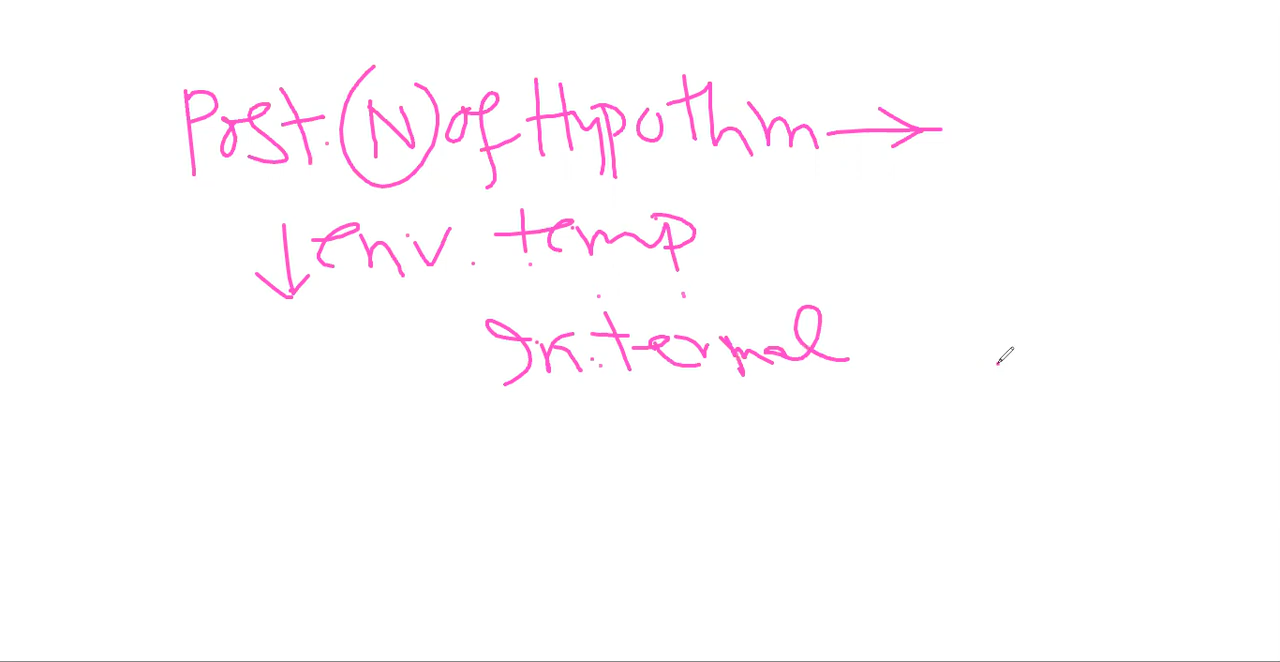 Post. N of Hypothm →
↓ env. temp
Internal